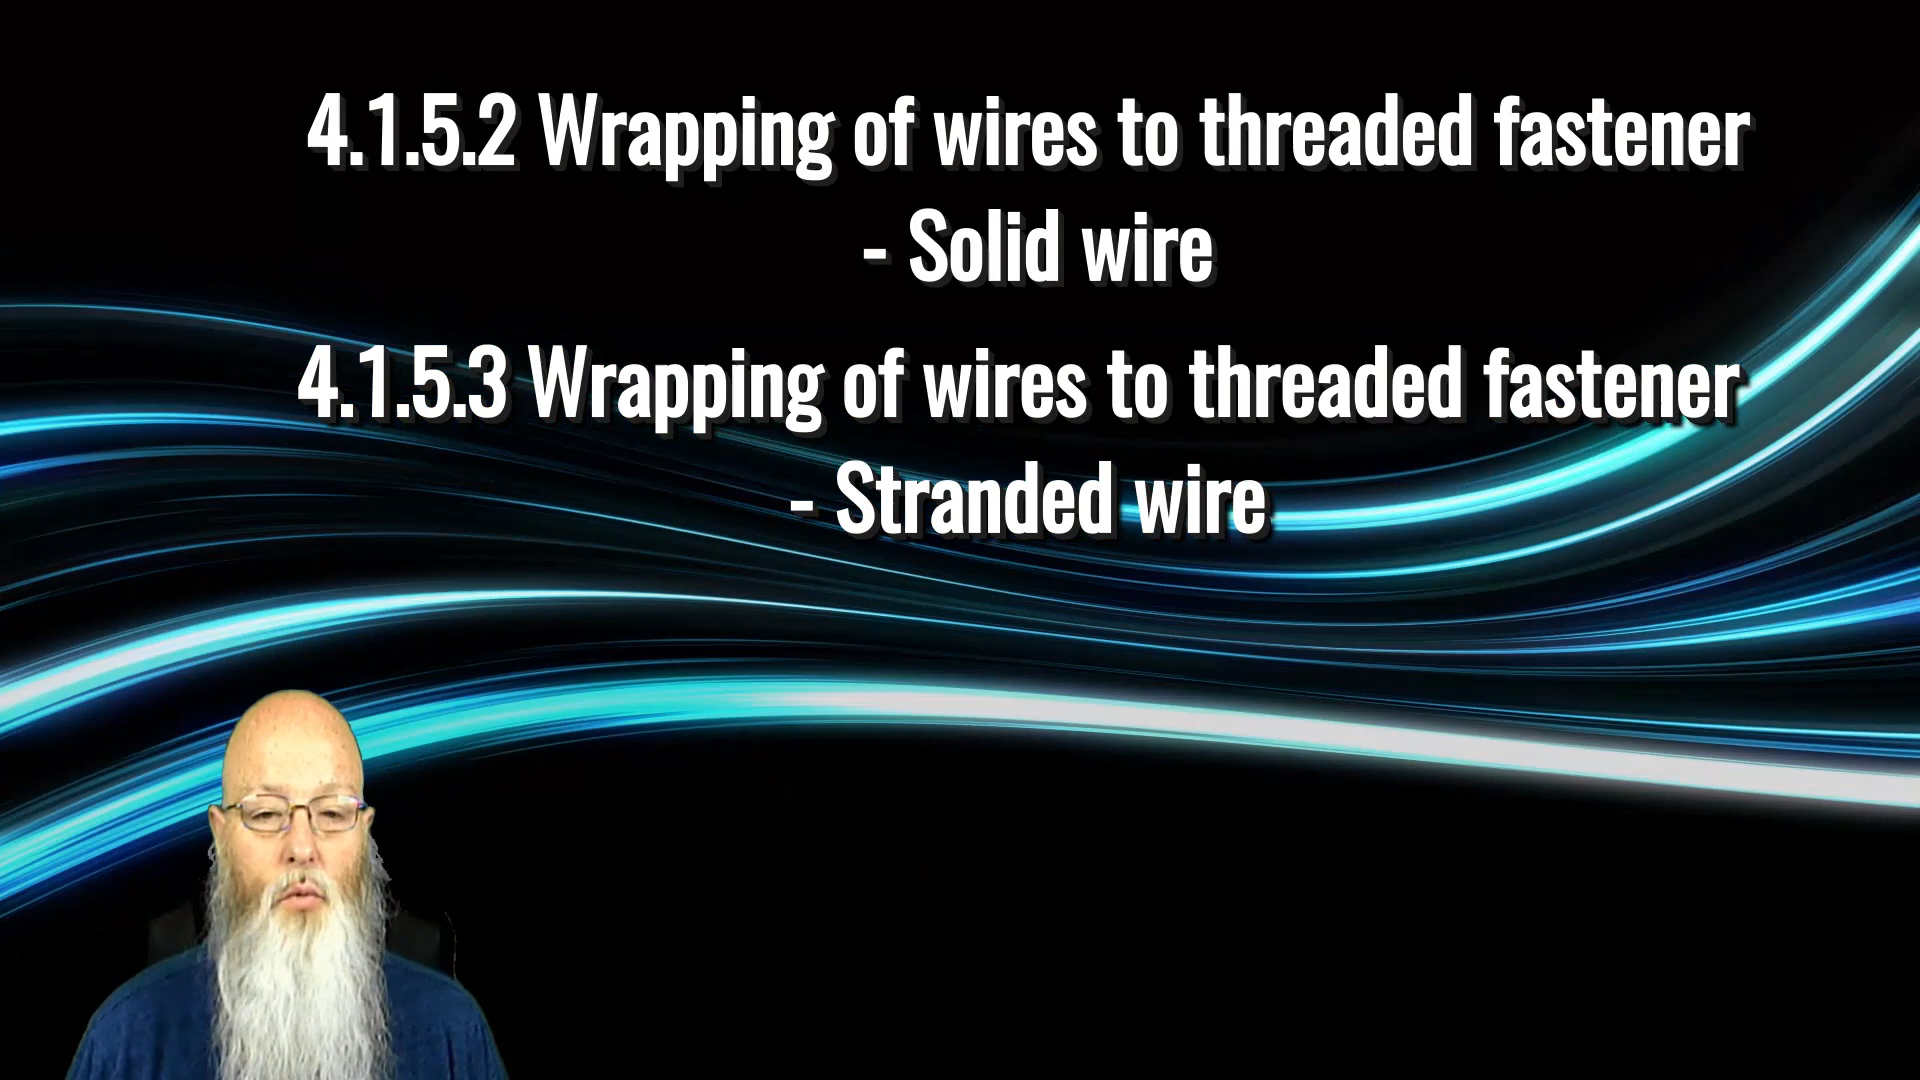 4.1.5.2 Wrapping of wires to threaded fastener
- Solid wire
4.1.5.3 Wrapping of wires to threaded fastener
- Stranded wire